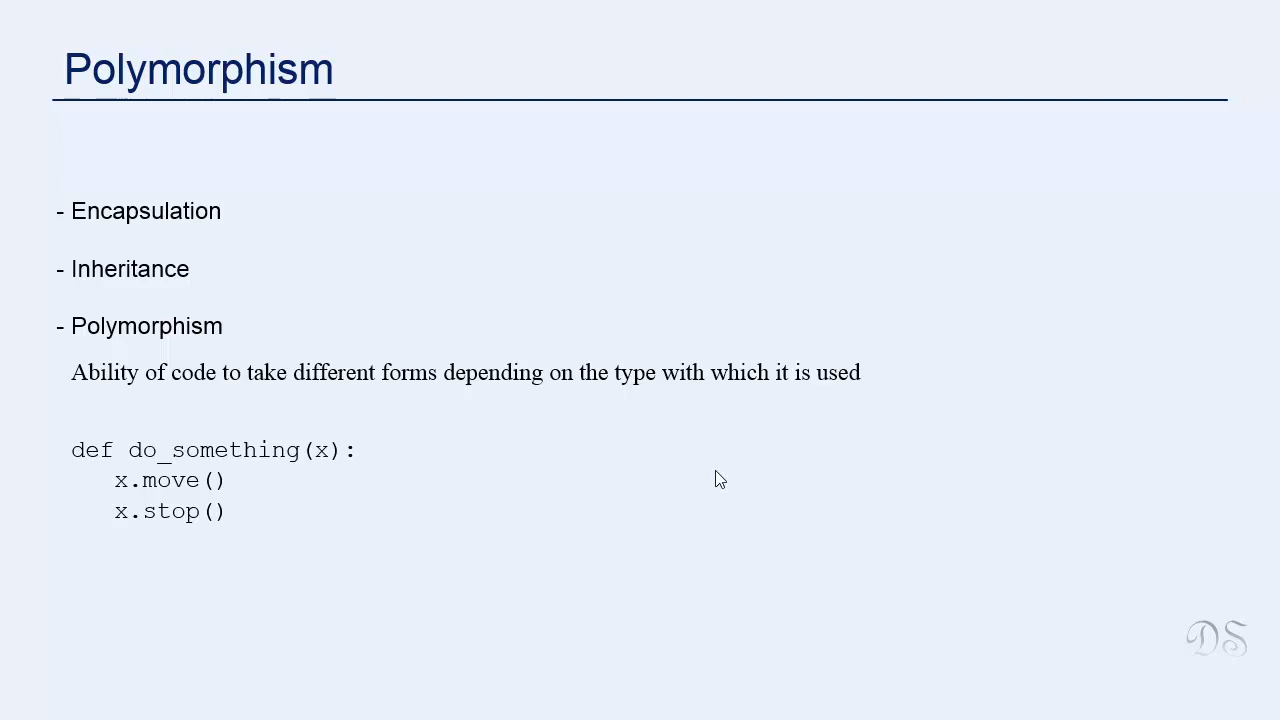 Polymorphism
- Encapsulation
- Inheritance
- Polymorphism
Ability of code to take different forms depending on the type with which it is used
def do_something(x):
   x.move()
   x.stop()
DS